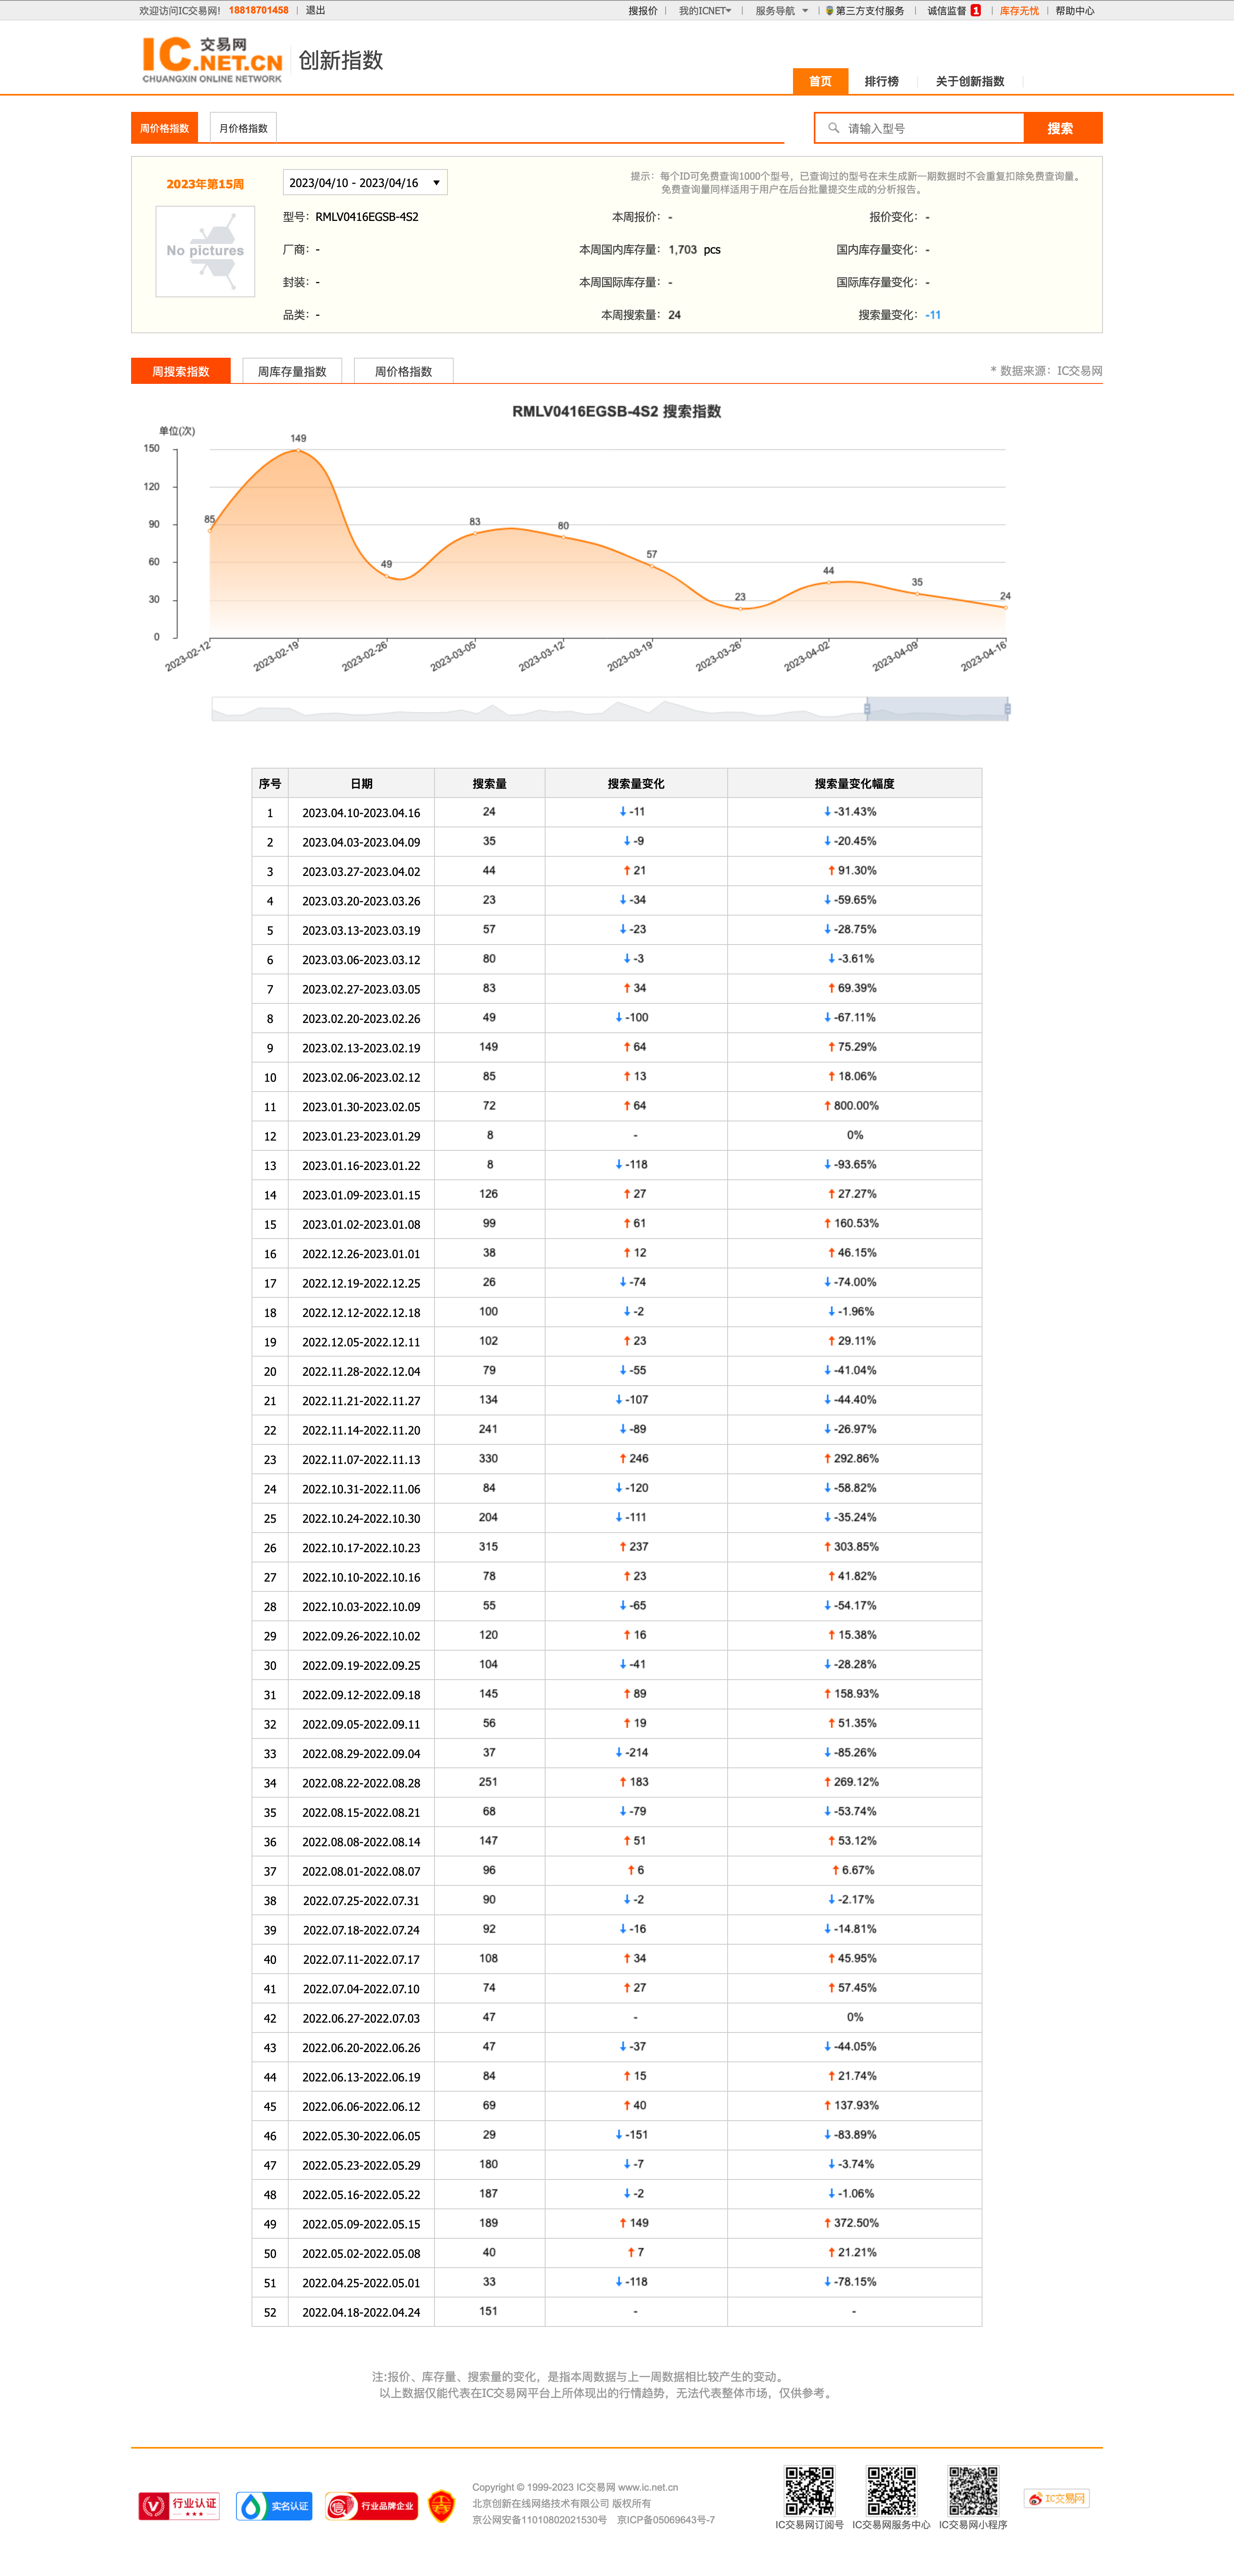 欢迎访问IC交易网! 18818701458 | 退出 搜报价 | 我的ICNET | 服务导航 | 第三方支付服务 | 诚信监督 1 | 库存无忧 | 帮助中心
IC 交易网 .NET.CN CHUANGXIN ONLINE NETWORK 创新指数
首页 排行榜 关于创新指数
周价格指数 月价格指数 请输入型号 搜索
2023年第15周 2023/04/10 - 2023/04/16
提示：每个ID可免费查询1000个型号，已查询过的型号在未生成新一期数据时不会重复扣除免费查询量。
免费查询量同样适用于用户在后台批量提交生成的分析报告。
No pictures
型号：RMLV0416EGSB-4S2 本周报价：- 报价变化：-
厂商：- 本周国内库存量：1,703 pcs 国内库存量变化：-
封装：- 本周国际库存量：- 国际库存量变化：-
品类：- 本周搜索量：24 搜索量变化：-11
周搜索指数 周库存量指数 周价格指数 * 数据来源：IC交易网
RMLV0416EGSB-4S2 搜索指数
单位(次)
150
120
90
60
30
0
85 149 49 83 80 57 23 44 35 24
2023-02-12 2023-02-19 2023-02-26 2023-03-05 2023-03-12 2023-03-19 2023-03-26 2023-04-02 2023-04-09 2023-04-16
序号 日期 搜索量 搜索量变化 搜索量变化幅度
1 2023.04.10-2023.04.16 24 ↓-11 ↓-31.43%
2 2023.04.03-2023.04.09 35 ↓-9 ↓-20.45%
3 2023.03.27-2023.04.02 44 ↑21 ↑91.30%
4 2023.03.20-2023.03.26 23 ↓-34 ↓-59.65%
5 2023.03.13-2023.03.19 57 ↓-23 ↓-28.75%
6 2023.03.06-2023.03.12 80 ↓-3 ↓-3.61%
7 2023.02.27-2023.03.05 83 ↑34 ↑69.39%
8 2023.02.20-2023.02.26 49 ↓-100 ↓-67.11%
9 2023.02.13-2023.02.19 149 ↑64 ↑75.29%
10 2023.02.06-2023.02.12 85 ↑13 ↑18.06%
11 2023.01.30-2023.02.05 72 ↑64 ↑800.00%
12 2023.01.23-2023.01.29 8 - 0%
13 2023.01.16-2023.01.22 8 ↓-118 ↓-93.65%
14 2023.01.09-2023.01.15 126 ↑27 ↑27.27%
15 2023.01.02-2023.01.08 99 ↑61 ↑160.53%
16 2022.12.26-2023.01.01 38 ↑12 ↑46.15%
17 2022.12.19-2022.12.25 26 ↓-74 ↓-74.00%
18 2022.12.12-2022.12.18 100 ↓-2 ↓-1.96%
19 2022.12.05-2022.12.11 102 ↑23 ↑29.11%
20 2022.11.28-2022.12.04 79 ↓-55 ↓-41.04%
21 2022.11.21-2022.11.27 134 ↓-107 ↓-44.40%
22 2022.11.14-2022.11.20 241 ↓-89 ↓-26.97%
23 2022.11.07-2022.11.13 330 ↑246 ↑292.86%
24 2022.10.31-2022.11.06 84 ↓-120 ↓-58.82%
25 2022.10.24-2022.10.30 204 ↓-111 ↓-35.24%
26 2022.10.17-2022.10.23 315 ↑237 ↑303.85%
27 2022.10.10-2022.10.16 78 ↑23 ↑41.82%
28 2022.10.03-2022.10.09 55 ↓-65 ↓-54.17%
29 2022.09.26-2022.10.02 120 ↑16 ↑15.38%
30 2022.09.19-2022.09.25 104 ↓-41 ↓-28.28%
31 2022.09.12-2022.09.18 145 ↑89 ↑158.93%
32 2022.09.05-2022.09.11 56 ↑19 ↑51.35%
33 2022.08.29-2022.09.04 37 ↓-214 ↓-85.26%
34 2022.08.22-2022.08.28 251 ↑183 ↑269.12%
35 2022.08.15-2022.08.21 68 ↓-79 ↓-53.74%
36 2022.08.08-2022.08.14 147 ↑51 ↑53.12%
37 2022.08.01-2022.08.07 96 ↑6 ↑6.67%
38 2022.07.25-2022.07.31 90 ↓-2 ↓-2.17%
39 2022.07.18-2022.07.24 92 ↓-16 ↓-14.81%
40 2022.07.11-2022.07.17 108 ↑34 ↑45.95%
41 2022.07.04-2022.07.10 74 ↑27 ↑57.45%
42 2022.06.27-2022.07.03 47 - 0%
43 2022.06.20-2022.06.26 47 ↓-37 ↓-44.05%
44 2022.06.13-2022.06.19 84 ↑15 ↑21.74%
45 2022.06.06-2022.06.12 69 ↑40 ↑137.93%
46 2022.05.30-2022.06.05 29 ↓-151 ↓-83.89%
47 2022.05.23-2022.05.29 180 ↓-7 ↓-3.74%
48 2022.05.16-2022.05.22 187 ↓-2 ↓-1.06%
49 2022.05.09-2022.05.15 189 ↑149 ↑372.50%
50 2022.05.02-2022.05.08 40 ↑7 ↑21.21%
51 2022.04.25-2022.05.01 33 ↓-118 ↓-78.15%
52 2022.04.18-2022.04.24 151 - -
注:报价、库存量、搜索量的变化，是指本周数据与上一周数据相比较产生的变动。
以上数据仅能代表在IC交易网平台上所体现出的行情趋势，无法代表整体市场，仅供参考。
行业认证 实名认证 行业品牌企业
Copyright © 1999-2023 IC交易网 www.ic.net.cn
北京创新在线网络技术有限公司 版权所有
京公网安备11010802021530号 京ICP备05069643号-7
IC交易网订阅号 IC交易网服务中心 IC交易网小程序
IC交易网